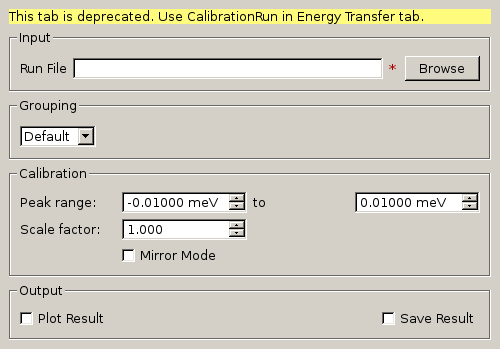 This tab is deprecated. Use CalibrationRun in Energy Transfer tab.
Input
Run File * Browse
Grouping
Default
Calibration
Peak range: -0.01000 meV to 0.01000 meV
Scale factor: 1.000
Mirror Mode
Output
Plot Result Save Result